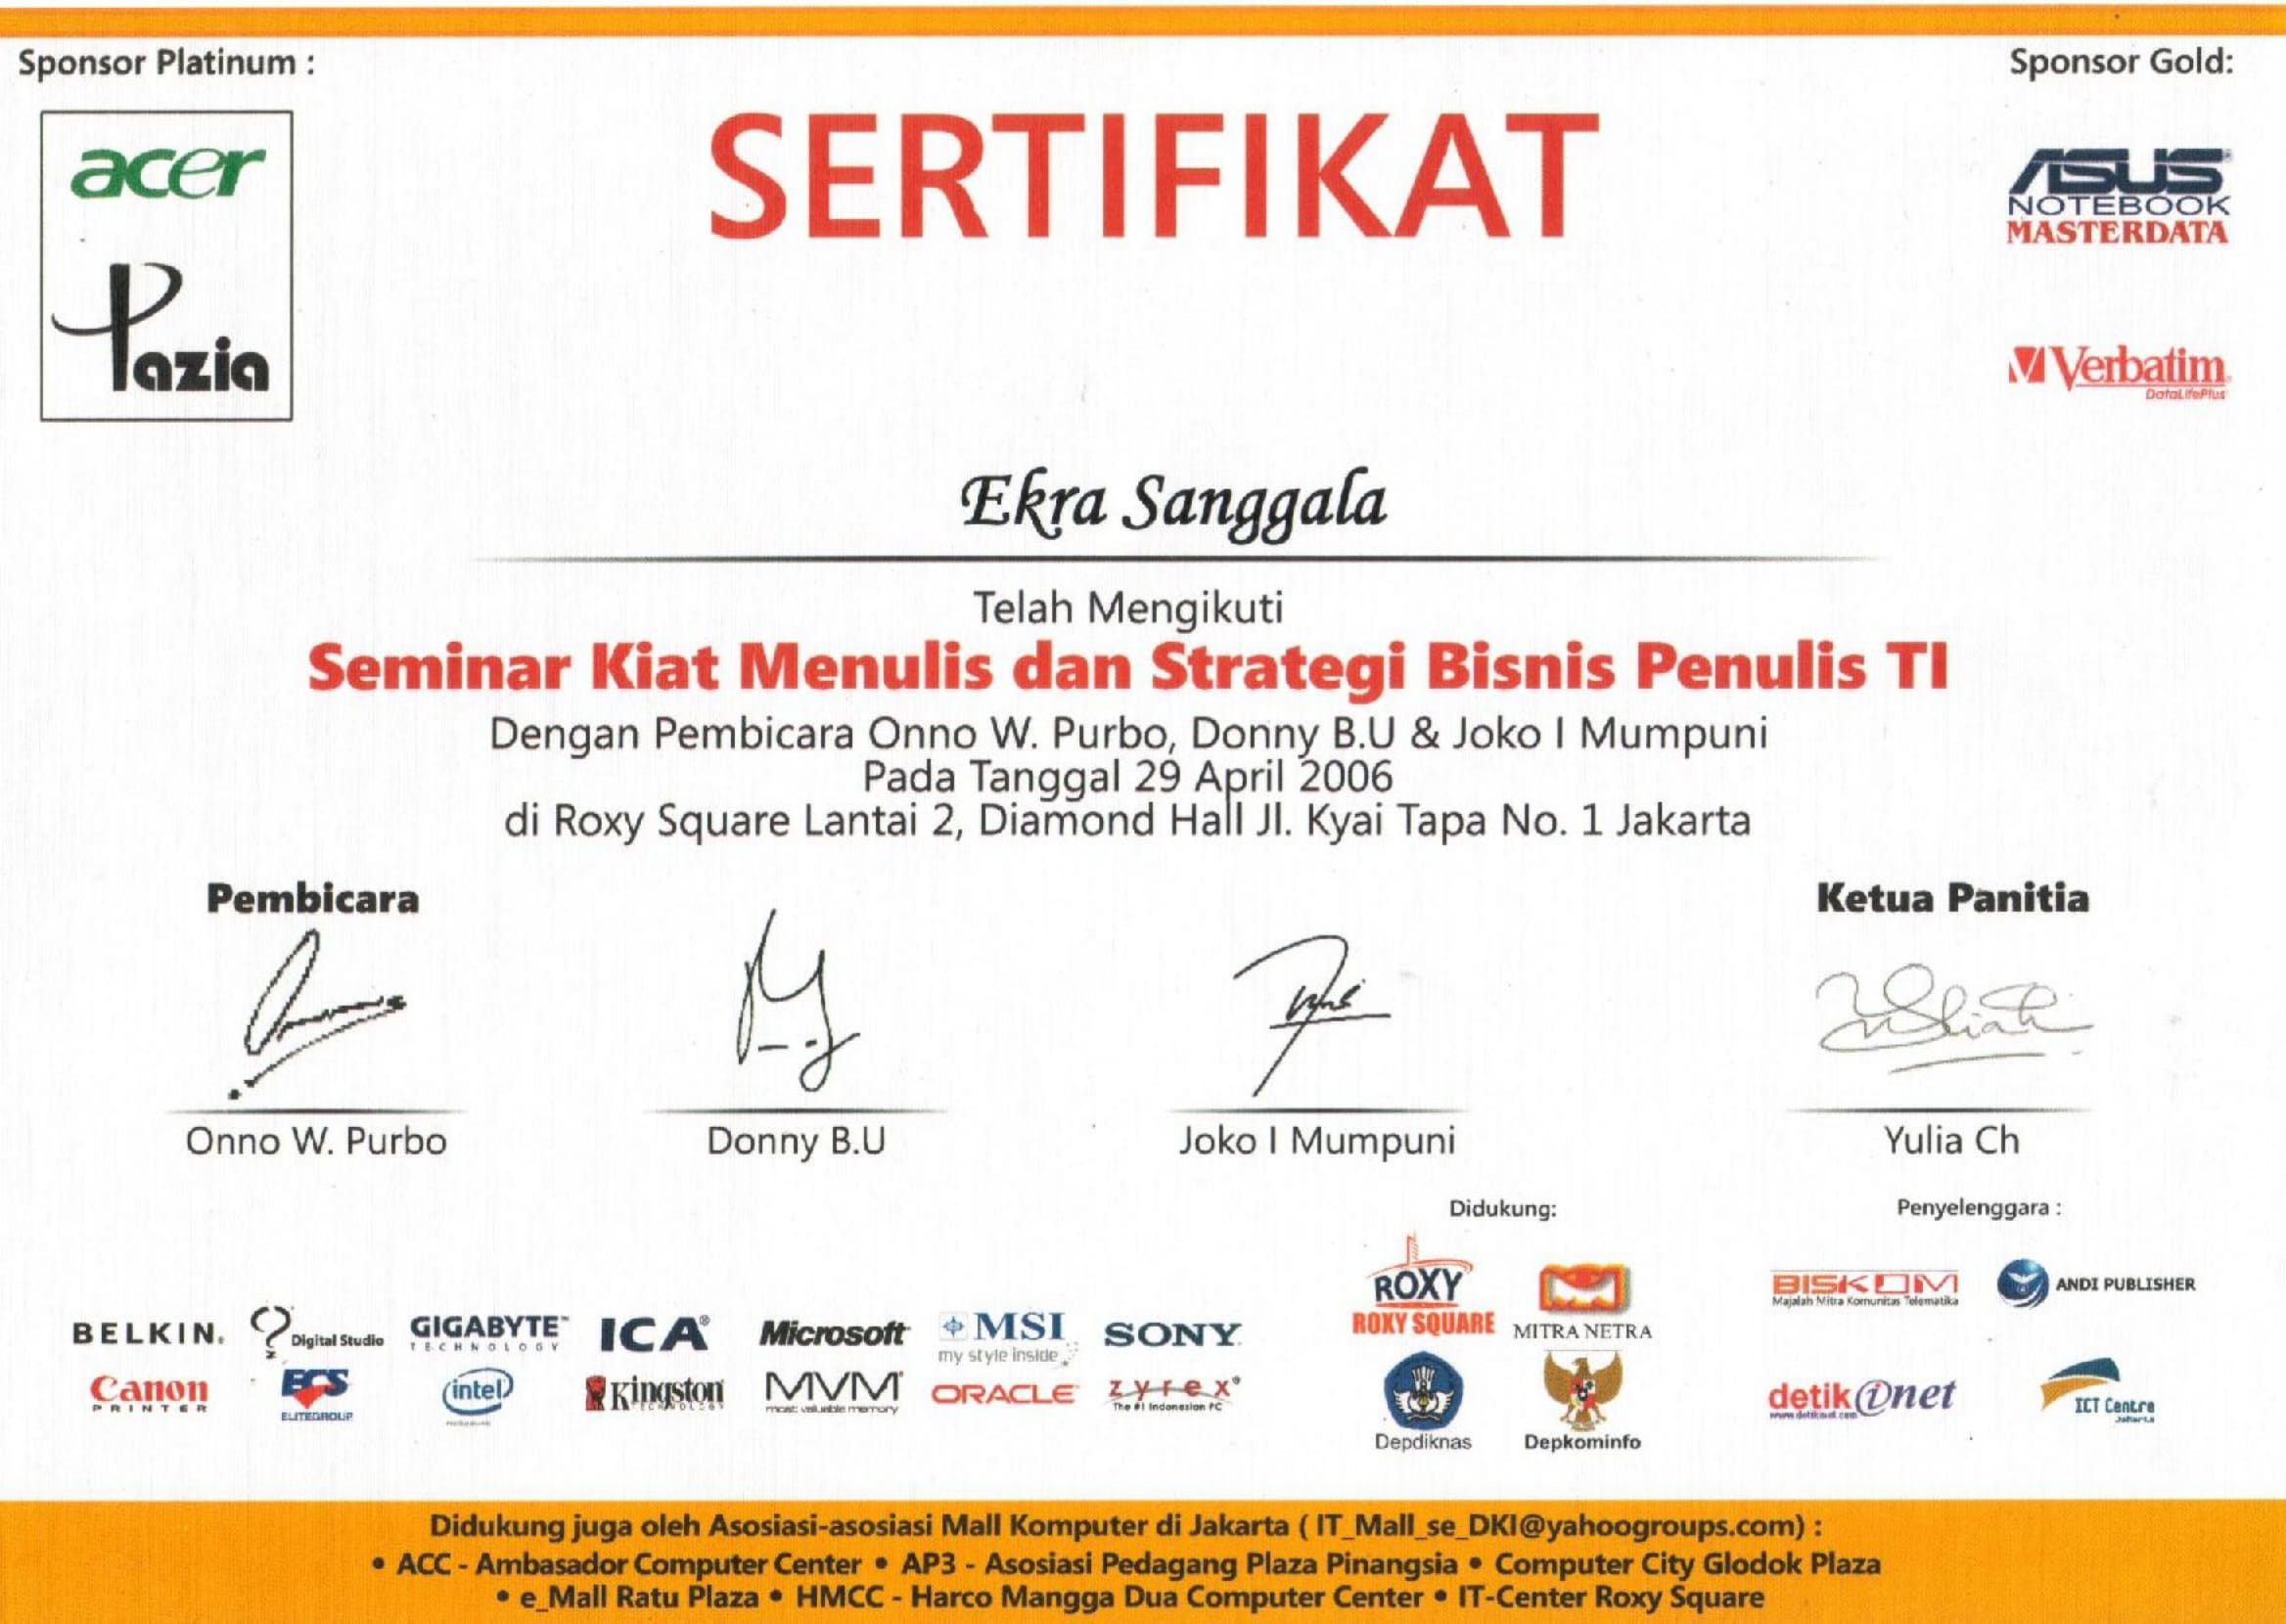 Sponsor Platinum :
Sponsor Gold:
acer
Pazia
SERTIFIKAT
ASUS
NOTEBOOK
MASTERDATA
Verbatim
DataLifePlus
Ekra Sanggala
Telah Mengikuti
Seminar Kiat Menulis dan Strategi Bisnis Penulis TI
Dengan Pembicara Onno W. Purbo, Donny B.U & Joko I Mumpuni
Pada Tanggal 29 April 2006
di Roxy Square Lantai 2, Diamond Hall Jl. Kyai Tapa No. 1 Jakarta
Pembicara
Ketua Panitia
Onno W. Purbo
Donny B.U
Joko I Mumpuni
Yulia Ch
Didukung:
Penyelenggara :
BELKIN.
Digital Studio
GIGABYTE™
TECHNOLOGY
ICA®
Microsoft
MSI
my style inside
SONY
ROXY
ROXY SQUARE
MITRA NETRA
BISKOM
Majalah Mitra Komunitas Telematika
ANDI PUBLISHER
Canon
PRINTER
ECS
ELITEGROUP
intel
Kingston
TECHNOLOGY
MVM
most valuable memory
ORACLE
zyrex®
The #1 Indonesian PC
Depdiknas
Depkominfo
detikinet
www.detikinet.com
ICT Centre
Jakarta
Didukung juga oleh Asosiasi-asosiasi Mall Komputer di Jakarta ( IT_Mall_se_DKI@yahoogroups.com) :
• ACC - Ambasador Computer Center • AP3 - Asosiasi Pedagang Plaza Pinangsia • Computer City Glodok Plaza
• e_Mall Ratu Plaza • HMCC - Harco Mangga Dua Computer Center • IT-Center Roxy Square